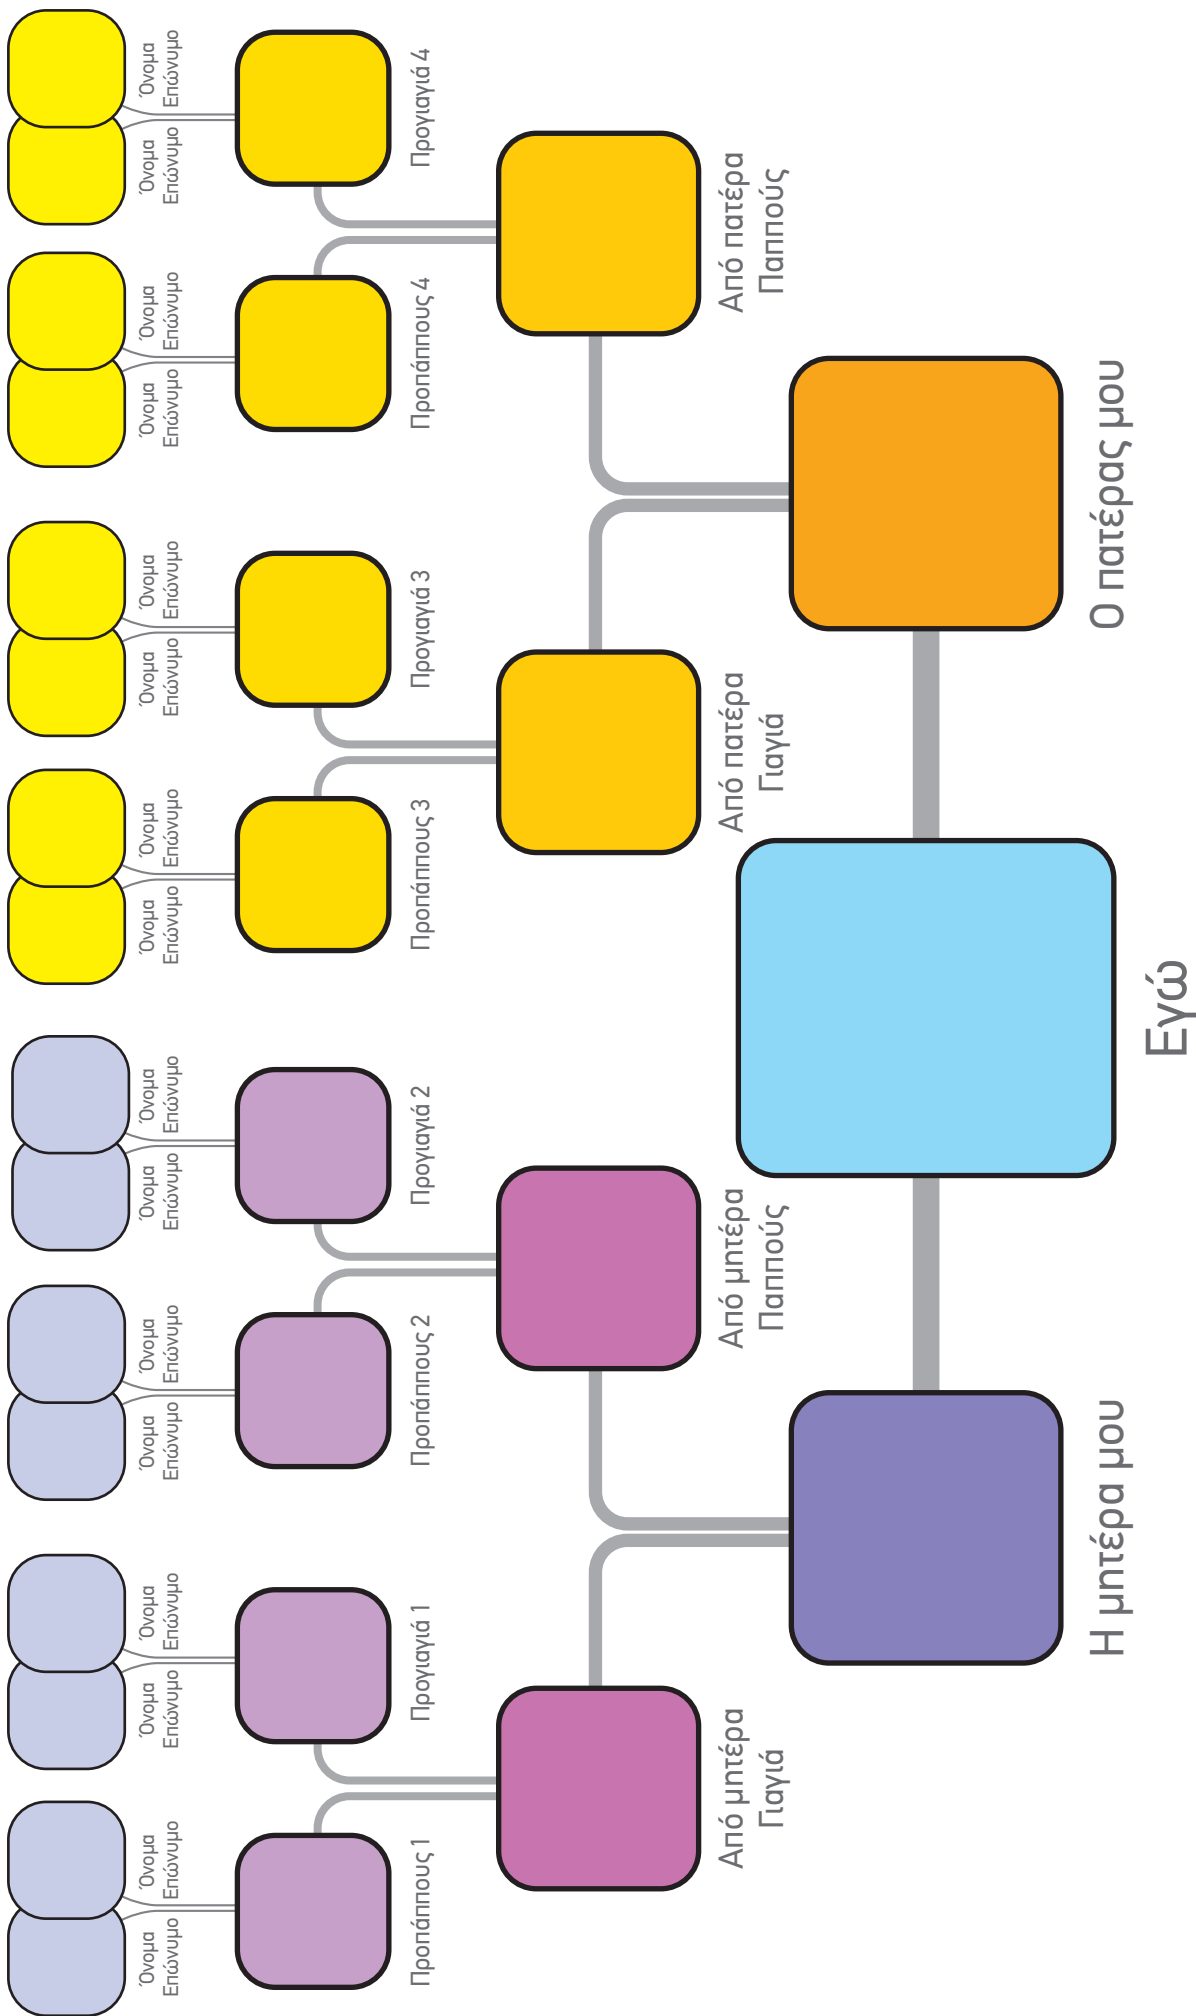 Όνομα
Επώνυμο
Όνομα
Επώνυμο
Όνομα
Επώνυμο
Όνομα
Επώνυμο
Όνομα
Επώνυμο
Όνομα
Επώνυμο
Όνομα
Επώνυμο
Όνομα
Επώνυμο
Όνομα
Επώνυμο
Όνομα
Επώνυμο
Όνομα
Επώνυμο
Όνομα
Επώνυμο
Όνομα
Επώνυμο
Όνομα
Επώνυμο
Όνομα
Επώνυμο
Όνομα
Επώνυμο
Προπάππους 1
Προγιαγιά 1
Προπάππους 2
Προγιαγιά 2
Προπάππους 3
Προγιαγιά 3
Προπάππους 4
Προγιαγιά 4
Από μητέρα
Γιαγιά
Από μητέρα
Παππούς
Από πατέρα
Γιαγιά
Από πατέρα
Παππούς
Η μητέρα μου
Ο πατέρας μου
Εγώ